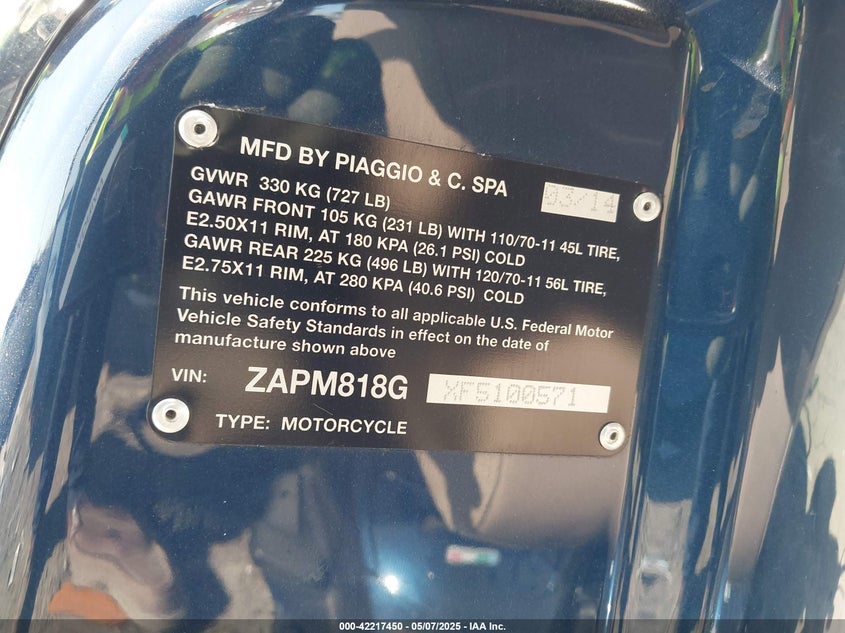 MFD BY PIAGGIO & C. SPA 03/14
GVWR 330 KG (727 LB)
GAWR FRONT 105 KG (231 LB) WITH 110/70-11 45L TIRE,
E2.50X11 RIM, AT 180 KPA (26.1 PSI) COLD
GAWR REAR 225 KG (496 LB) WITH 120/70-11 56L TIRE,
E2.75X11 RIM, AT 280 KPA (40.6 PSI) COLD
This vehicle conforms to all applicable U.S. Federal Motor
Vehicle Safety Standards in effect on the date of
manufacture shown above
VIN: ZAPM818G XF5100571
TYPE: MOTORCYCLE
000-42217450 - 05/07/2025 - IAA Inc.